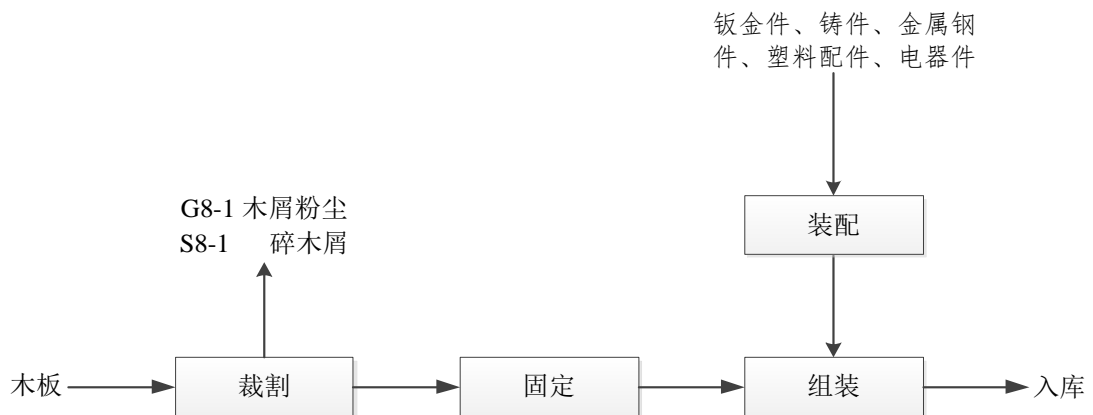 钣金件、铸件、金属钢
件、塑料配件、电器件
G8-1 木屑粉尘
S8-1 碎木屑
装配
木板
裁割
固定
组装
入库